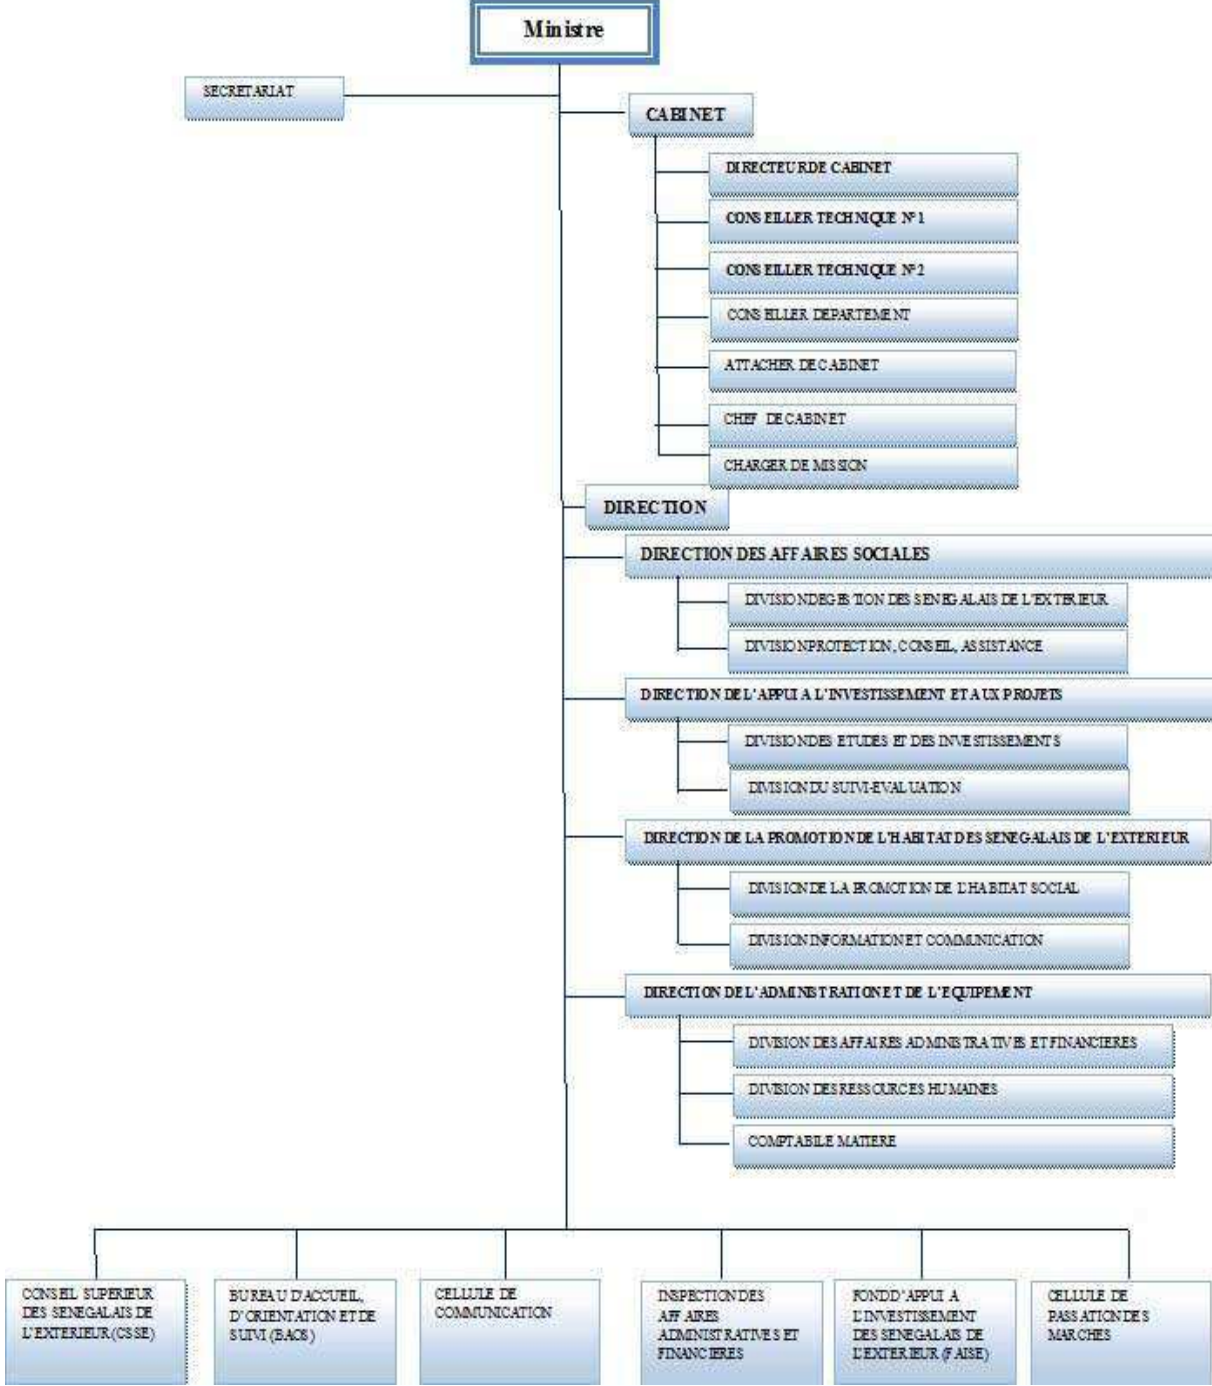 Ministre
SECRETARIAT
CABINET
DIRECTEUR DE CABINET
CONSEILLER TECHNIQUE N°1
CONSEILLER TECHNIQUE N°2
CONSEILLER DEPARTEMENT
ATTACHER DE CABINET
CHEF DE CABINET
CHARGER DE MISSION
DIRECTION
DIRECTION DES AFFAIRES SOCIALES
DIVISION DE GESTION DES SENEGALAIS DE L'EXTERIEUR
DIVISION PROTECTION, CONSEIL, ASSISTANCE
DIRECTION DE L'APPUI A L'INVESTISSEMENT ET AUX PROJETS
DIVISION DES ETUDES ET DES INVESTISSEMENTS
DIVISION DU SUIVI-EVALUATION
DIRECTION DE LA PROMOTION DE L'HABITAT DES SENEGALAIS DE L'EXTERIEUR
DIVISION DE LA PROMOTION DE L'HABITAT SOCIAL
DIVISION INFORMATION ET COMMUNICATION
DIRECTION DE L'ADMINISTRATION ET DE L'EQUIPEMENT
DIVISION DES AFFAIRES ADMINISTRATIVES ET FINANCIERES
DIVISION DES RESSOURCES HUMAINES
COMPTABILE MATIERE
CONSEIL SUPERIEUR
DES SENEGALAIS DE
L'EXTERIEUR (CSSE)
BUREAU D'ACCUEIL,
D'ORIENTATION ET DE
SUIVI (BAOS)
CELLULE DE
COMMUNICATION
INSPECTION DES
AFFAIRES
ADMINISTRATIVES ET
FINANCIERES
FOND D'APPUI A
L'INVESTISSEMENT
DES SENEGALAIS DE
L'EXTERIEUR (FAISE)
CELLULE DE
PASSATION DES
MARCHES